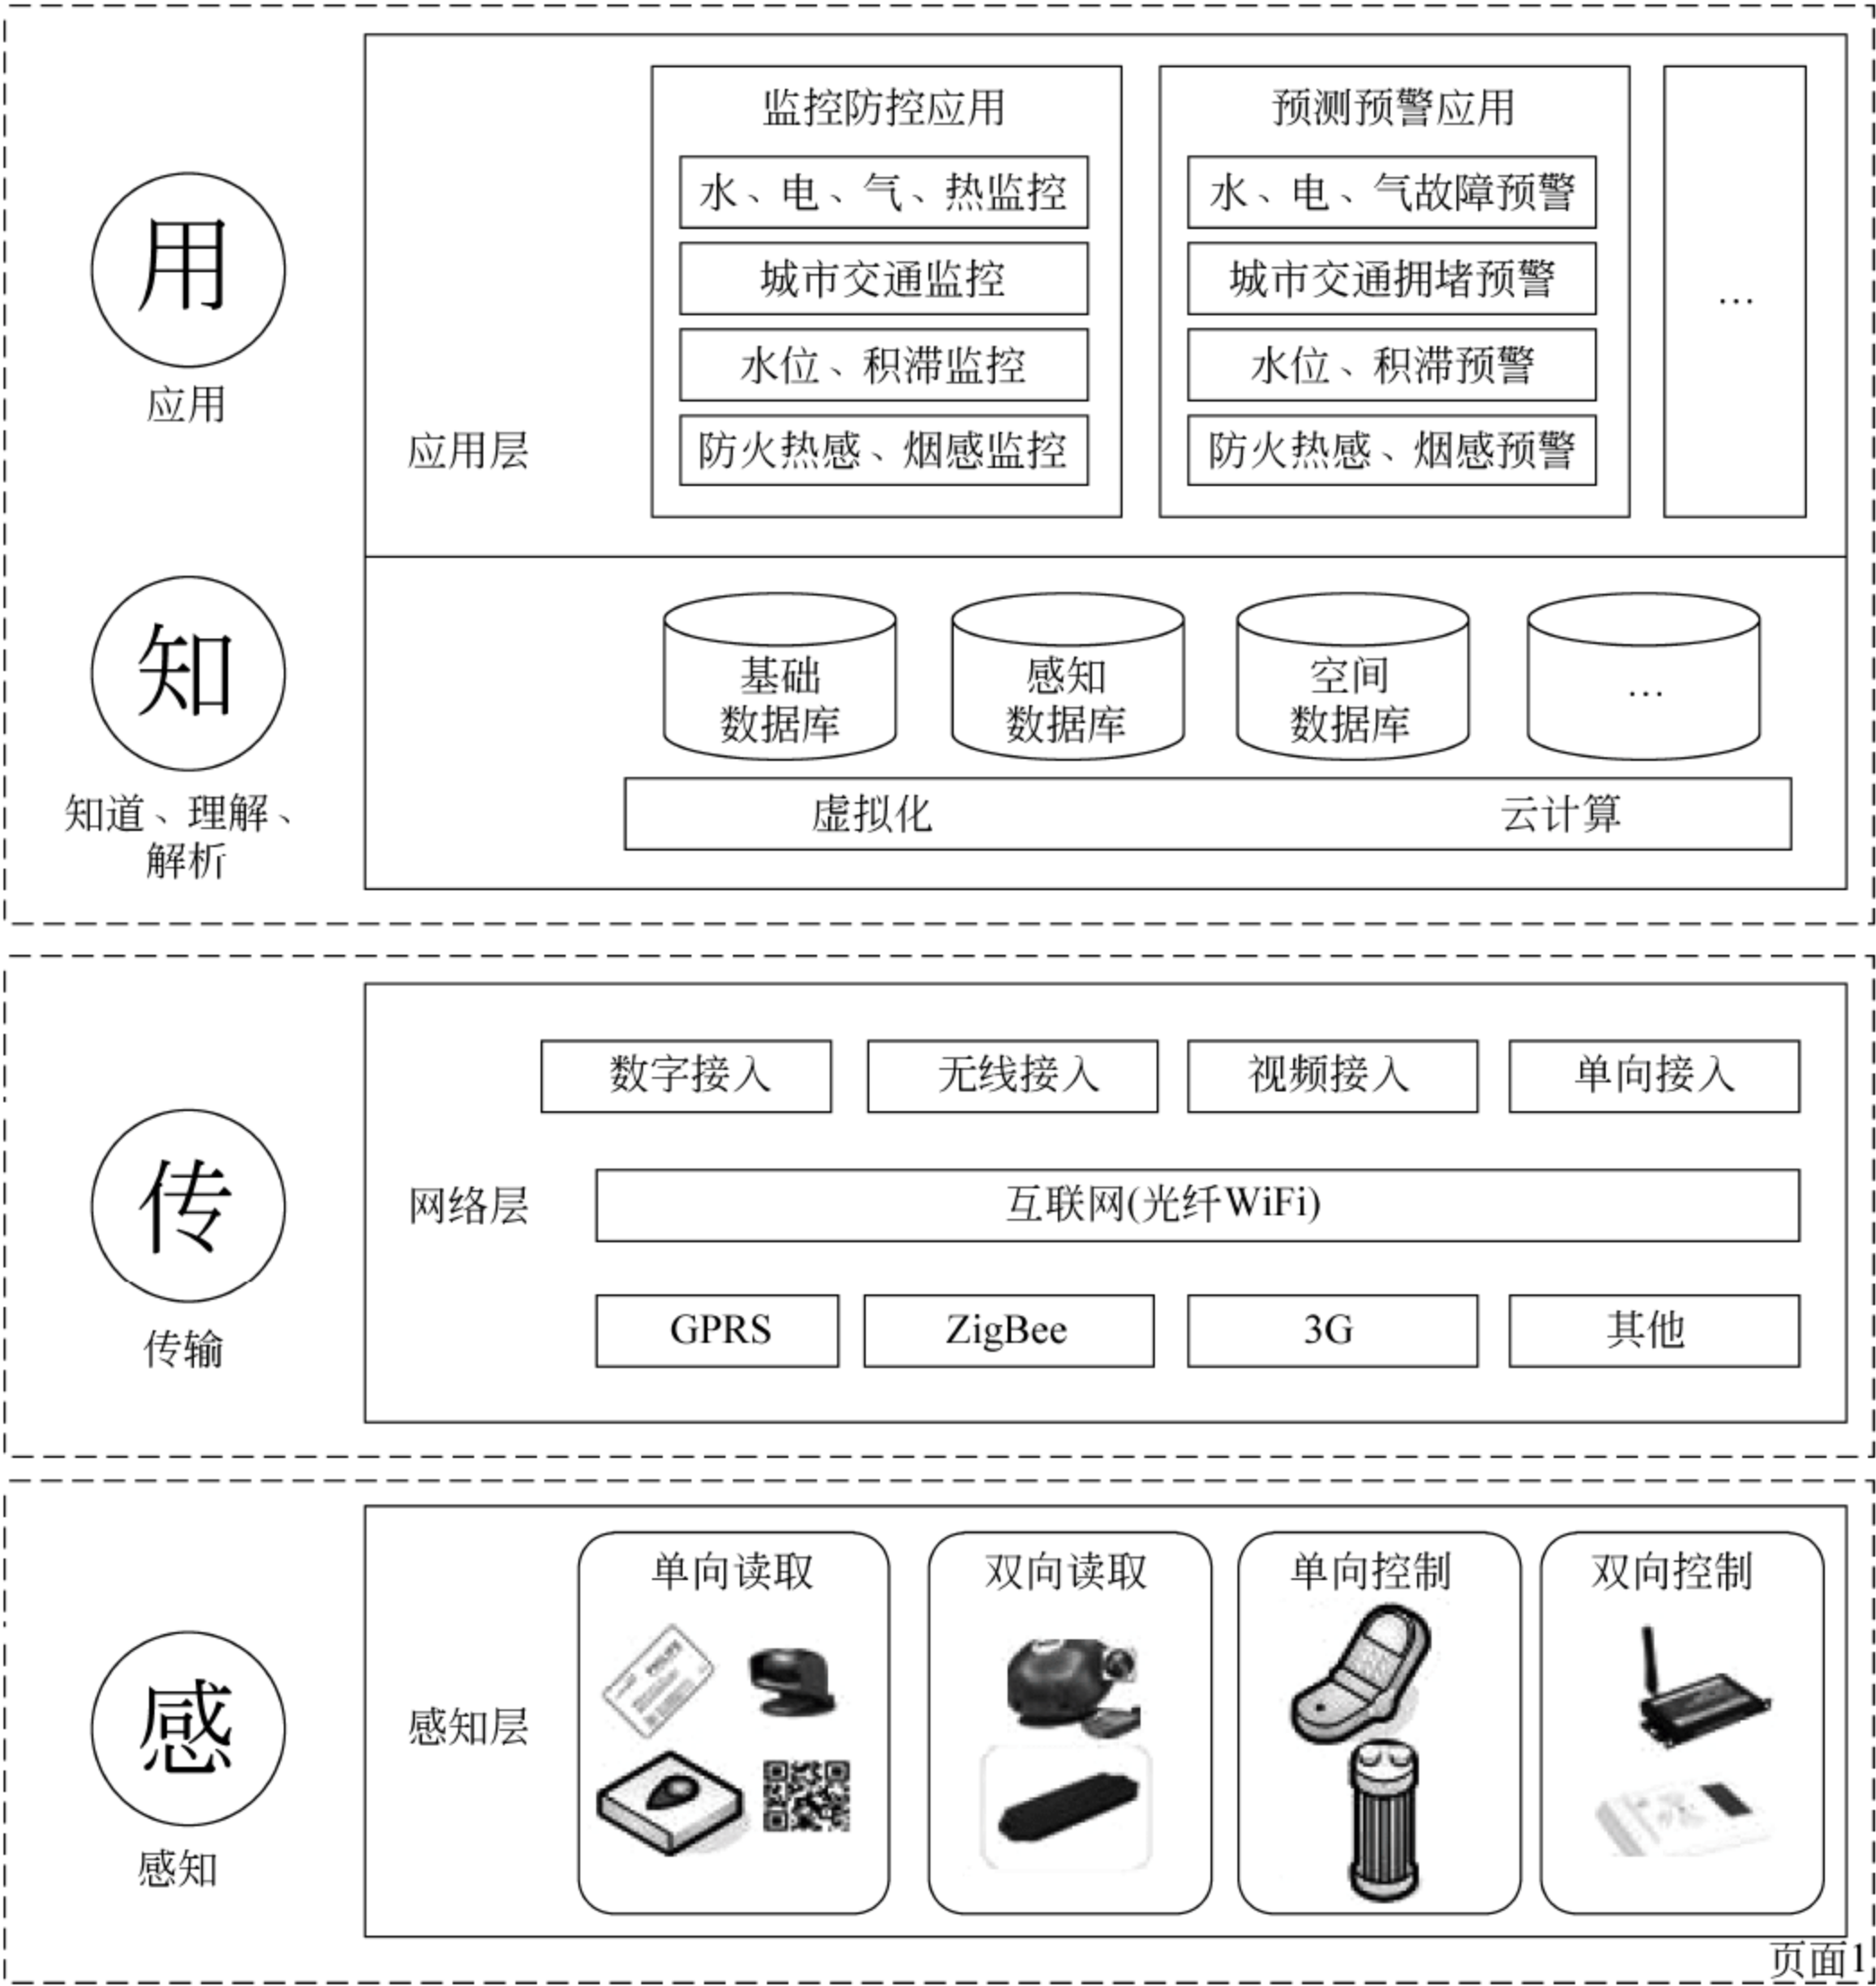 监控防控应用
预测预警应用
水、电、气、热监控
水、电、气故障预警
城市交通监控
城市交通拥堵预警
…
水位、积滞监控
水位、积滞预警
防火热感、烟感监控
防火热感、烟感预警
用
应用
应用层
知
知道、理解、
解析
基础
数据库
感知
数据库
空间
数据库
…
虚拟化
云计算
数字接入
无线接入
视频接入
单向接入
传
传输
网络层
互联网(光纤WiFi)
GPRS
ZigBee
3G
其他
单向读取
双向读取
单向控制
双向控制
感
感知
感知层
页面1